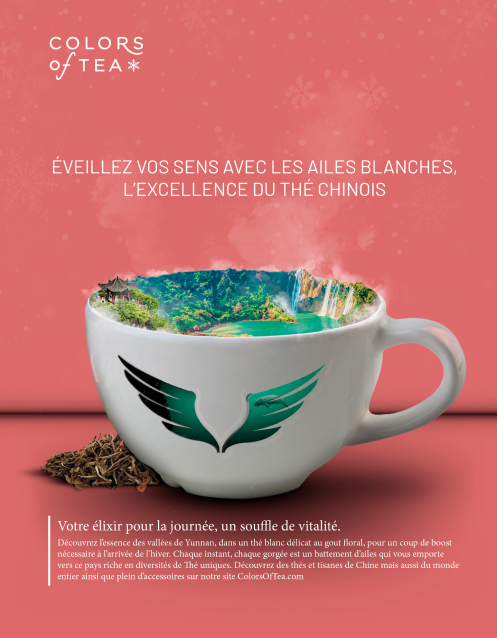 COLORS
of TEA
ÉVEILLEZ VOS SENS AVEC LES AILES BLANCHES,
L'EXCELLENCE DU THÉ CHINOIS
Votre élixir pour la journée, un souffle de vitalité.
Découvrez l'essence des vallées de Yunnan, dans un thé blanc délicat au gout floral, pour un coup de boost
nécessaire à l'arrivée de l'hiver. Chaque instant, chaque gorgée est un battement d'ailes qui vous emporte
vers ce pays riche en diversités de Thé uniques. Découvrez des thés et tisanes de Chine mais aussi du monde
entier ainsi que plein d'accessoires sur notre site ColorsOfTea.com